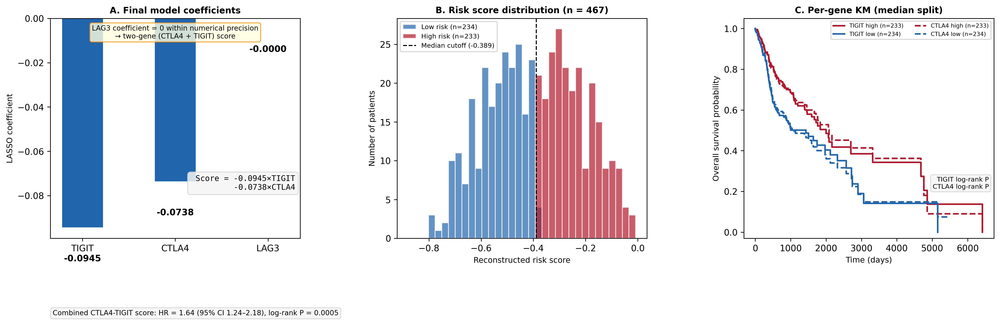 A. Final model coefficients
LASSO coefficient
0.00
−0.02
−0.04
−0.06
−0.08
LAG3 coefficient = 0 within numerical precision
→ two-gene (CTLA4 + TIGIT) score
-0.0000
Score = -0.0945×TIGIT
-0.0738×CTLA4
-0.0738
TIGIT
CTLA4
LAG3
-0.0945
Combined CTLA4-TIGIT score: HR = 1.64 (95% CI 1.24–2.18), log-rank P = 0.0005
B. Risk score distribution (n = 467)
Number of patients
25
20
15
10
5
0
Low risk (n=234)
High risk (n=233)
Median cutoff (-0.389)
−0.8
−0.6
−0.4
−0.2
0.0
Reconstructed risk score
C. Per-gene KM (median split)
Overall survival probability
1.0
0.8
0.6
0.4
0.2
0.0
TIGIT high (n=233)
TIGIT low (n=234)
CTLA4 high (n=233)
CTLA4 low (n=234)
TIGIT log-rank P
CTLA4 log-rank P
0
1000
2000
3000
4000
5000
6000
Time (days)